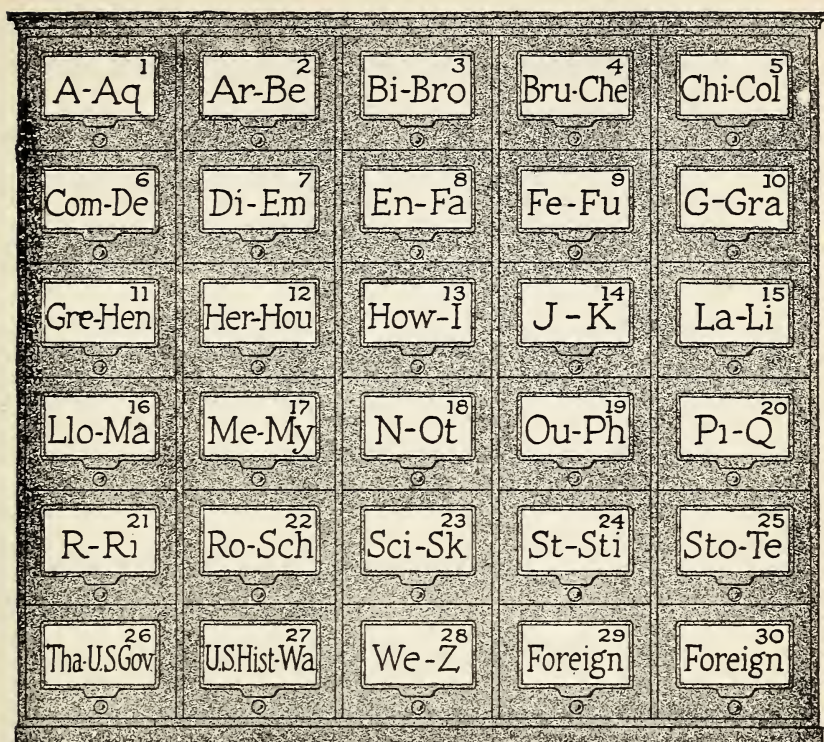 1
A-Aq
2
Ar-Be
3
Bi-Bro
4
Bru-Che
5
Chi-Col
6
Com-De
7
Di-Em
8
En-Fa
9
Fe-Fu
10
G-Gra
11
Gre-Hen
12
Her-Hou
13
How-I
14
J-K
15
La-Li
16
Llo-Ma
17
Me-My
18
N-Ot
19
Ou-Ph
20
Pi-Q
21
R-Ri
22
Ro-Sch
23
Sci-Sk
24
St-Sti
25
Sto-Te
26
Tha-U.S.Gov
27
U.S.Hist-Wa
28
We-Z
29
Foreign
30
Foreign